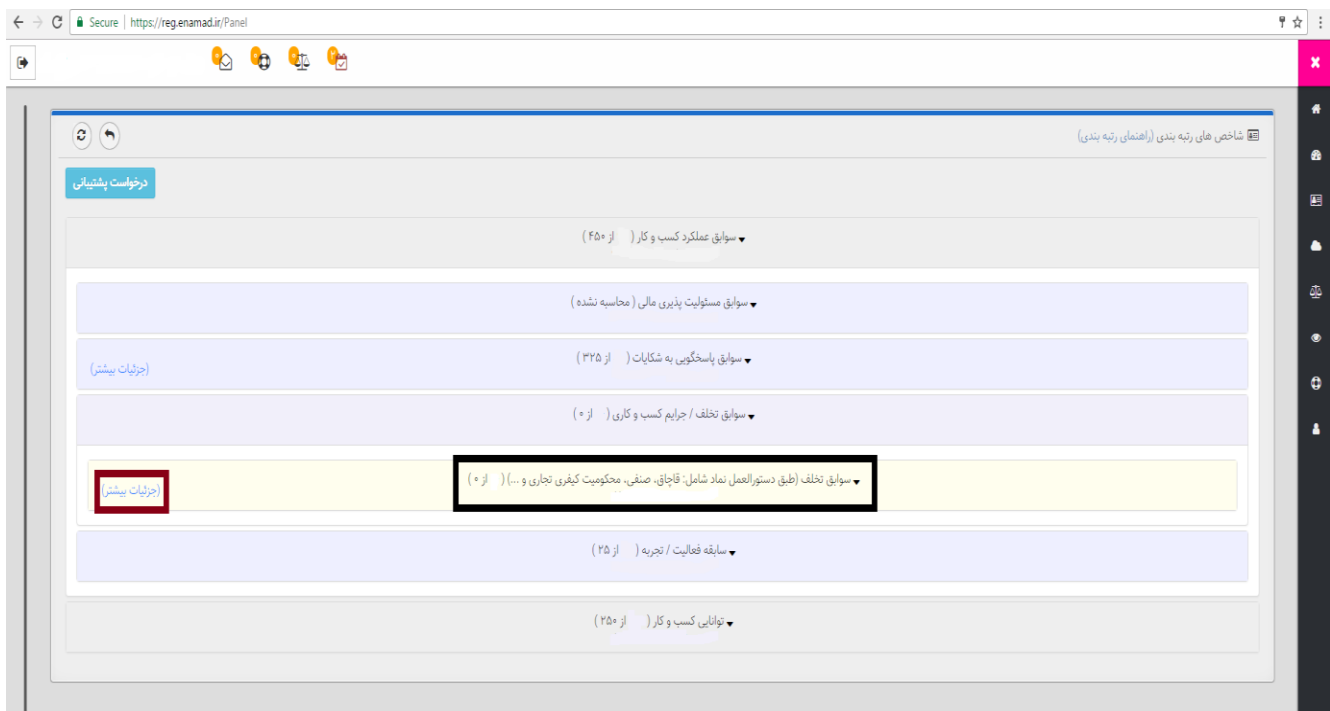 Secure | https://reg.enamad.ir/Panel
شاخص های رتبه بندی (راهنمای رتبه بندی)
درخواست پشتیبانی
سوابق عملکرد کسب و کار ( از ۴۵۰ )
سوابق مسئولیت پذیری مالی ( محاسبه نشده )
سوابق پاسخگویی به شکایات ( از ۳۲۵ )
(جزئیات بیشتر)
سوابق تخلف / جرایم کسب و کاری ( از ۰ )
سوابق تخلف (طبق دستورالعمل نماد شامل: قاچاق، صنفی، محکومیت کیفری تجاری و ...) ( از ۰ )
(جزئیات بیشتر)
سابقه فعالیت / تجربه ( از ۲۵ )
توانایی کسب و کار ( از ۲۵۰ )